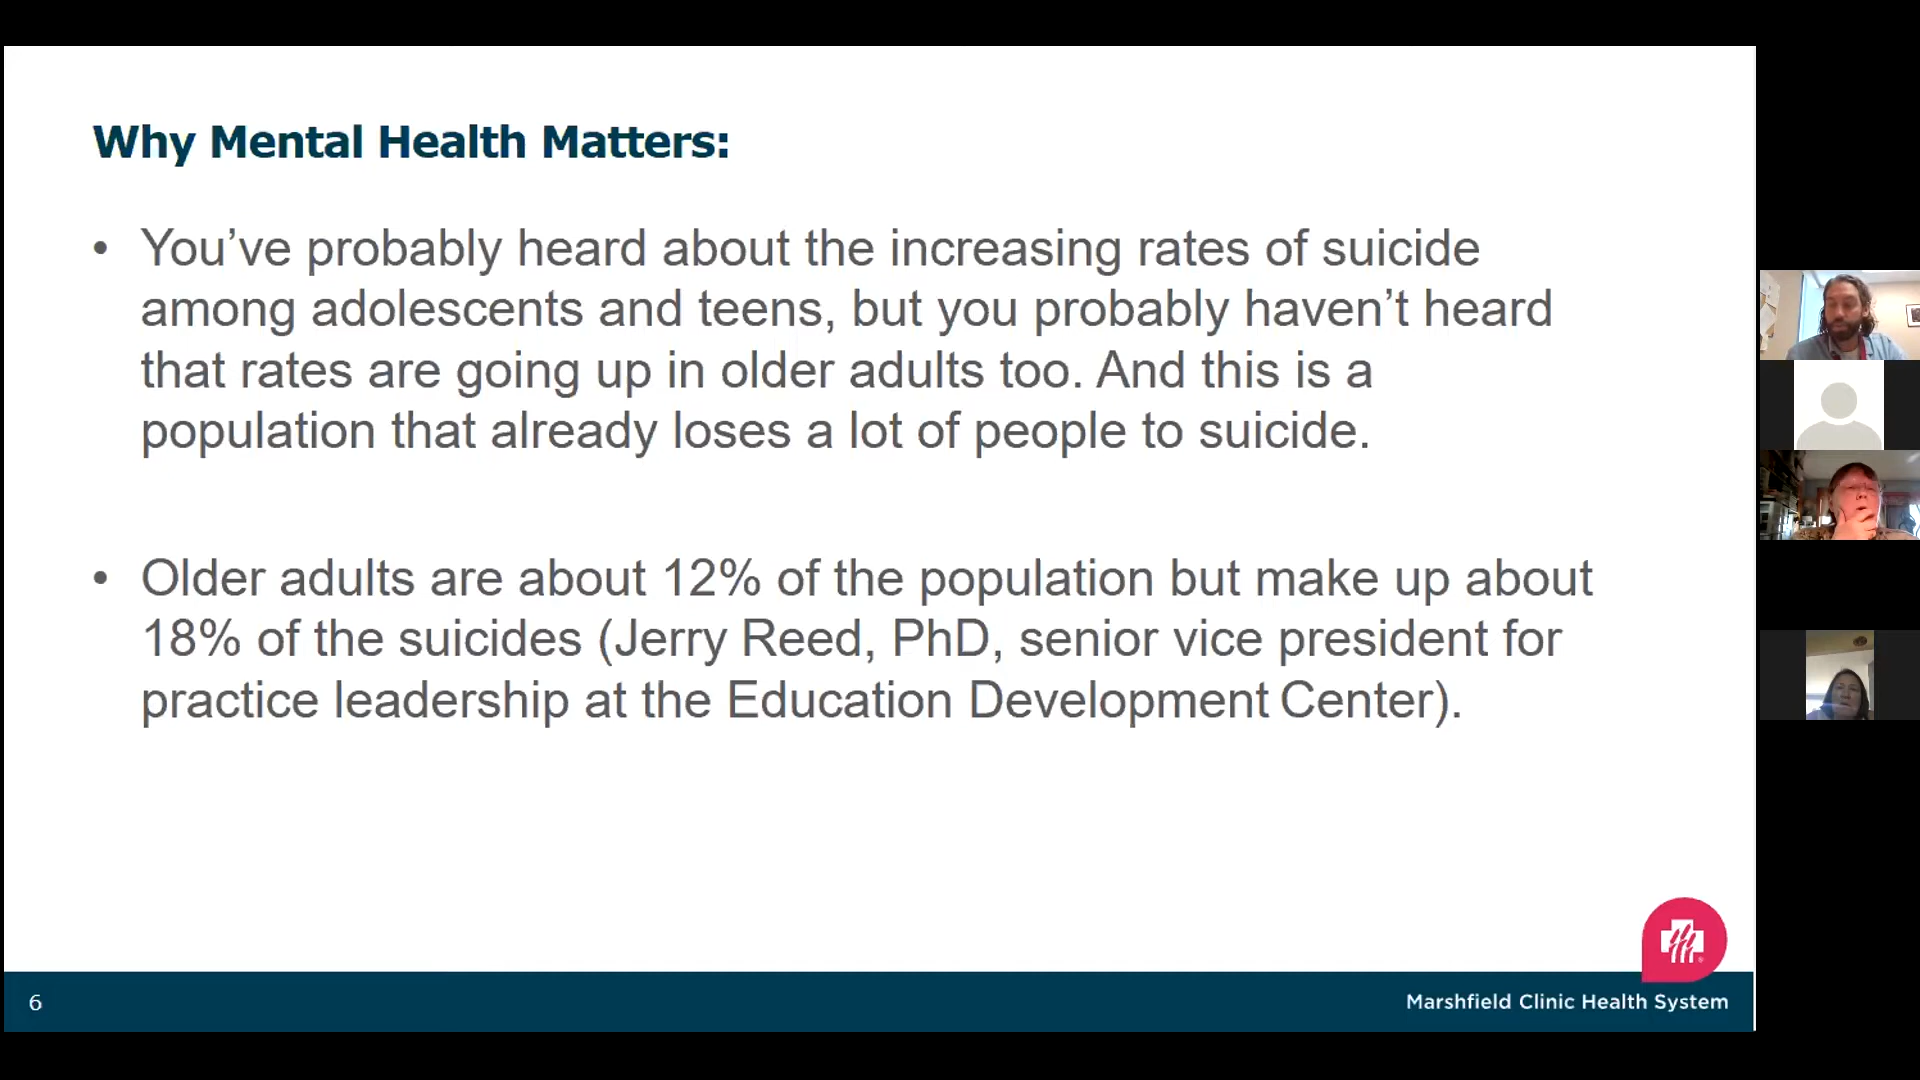 Why Mental Health Matters:
• You’ve probably heard about the increasing rates of suicide
among adolescents and teens, but you probably haven’t heard
that rates are going up in older adults too. And this is a
population that already loses a lot of people to suicide.
• Older adults are about 12% of the population but make up about
18% of the suicides (Jerry Reed, PhD, senior vice president for
practice leadership at the Education Development Center).
6
Marshfield Clinic Health System